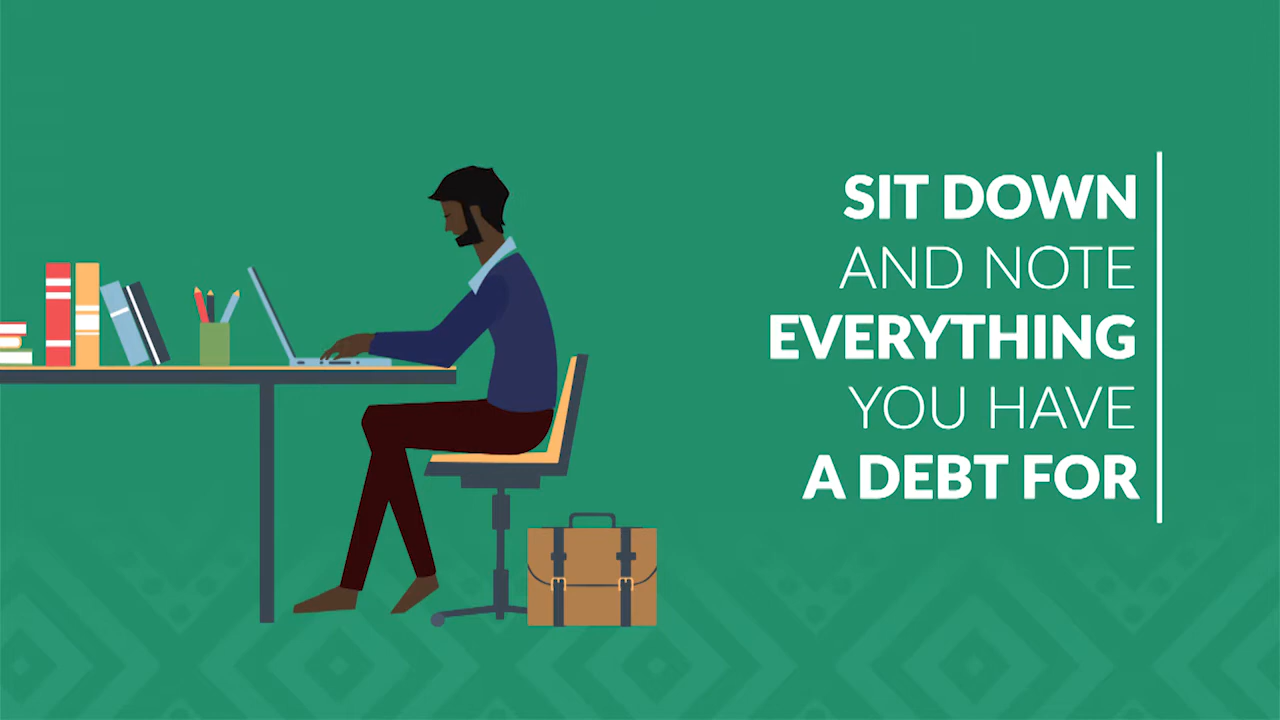 SIT DOWN
AND NOTE
EVERYTHING
YOU HAVE
A DEBT FOR